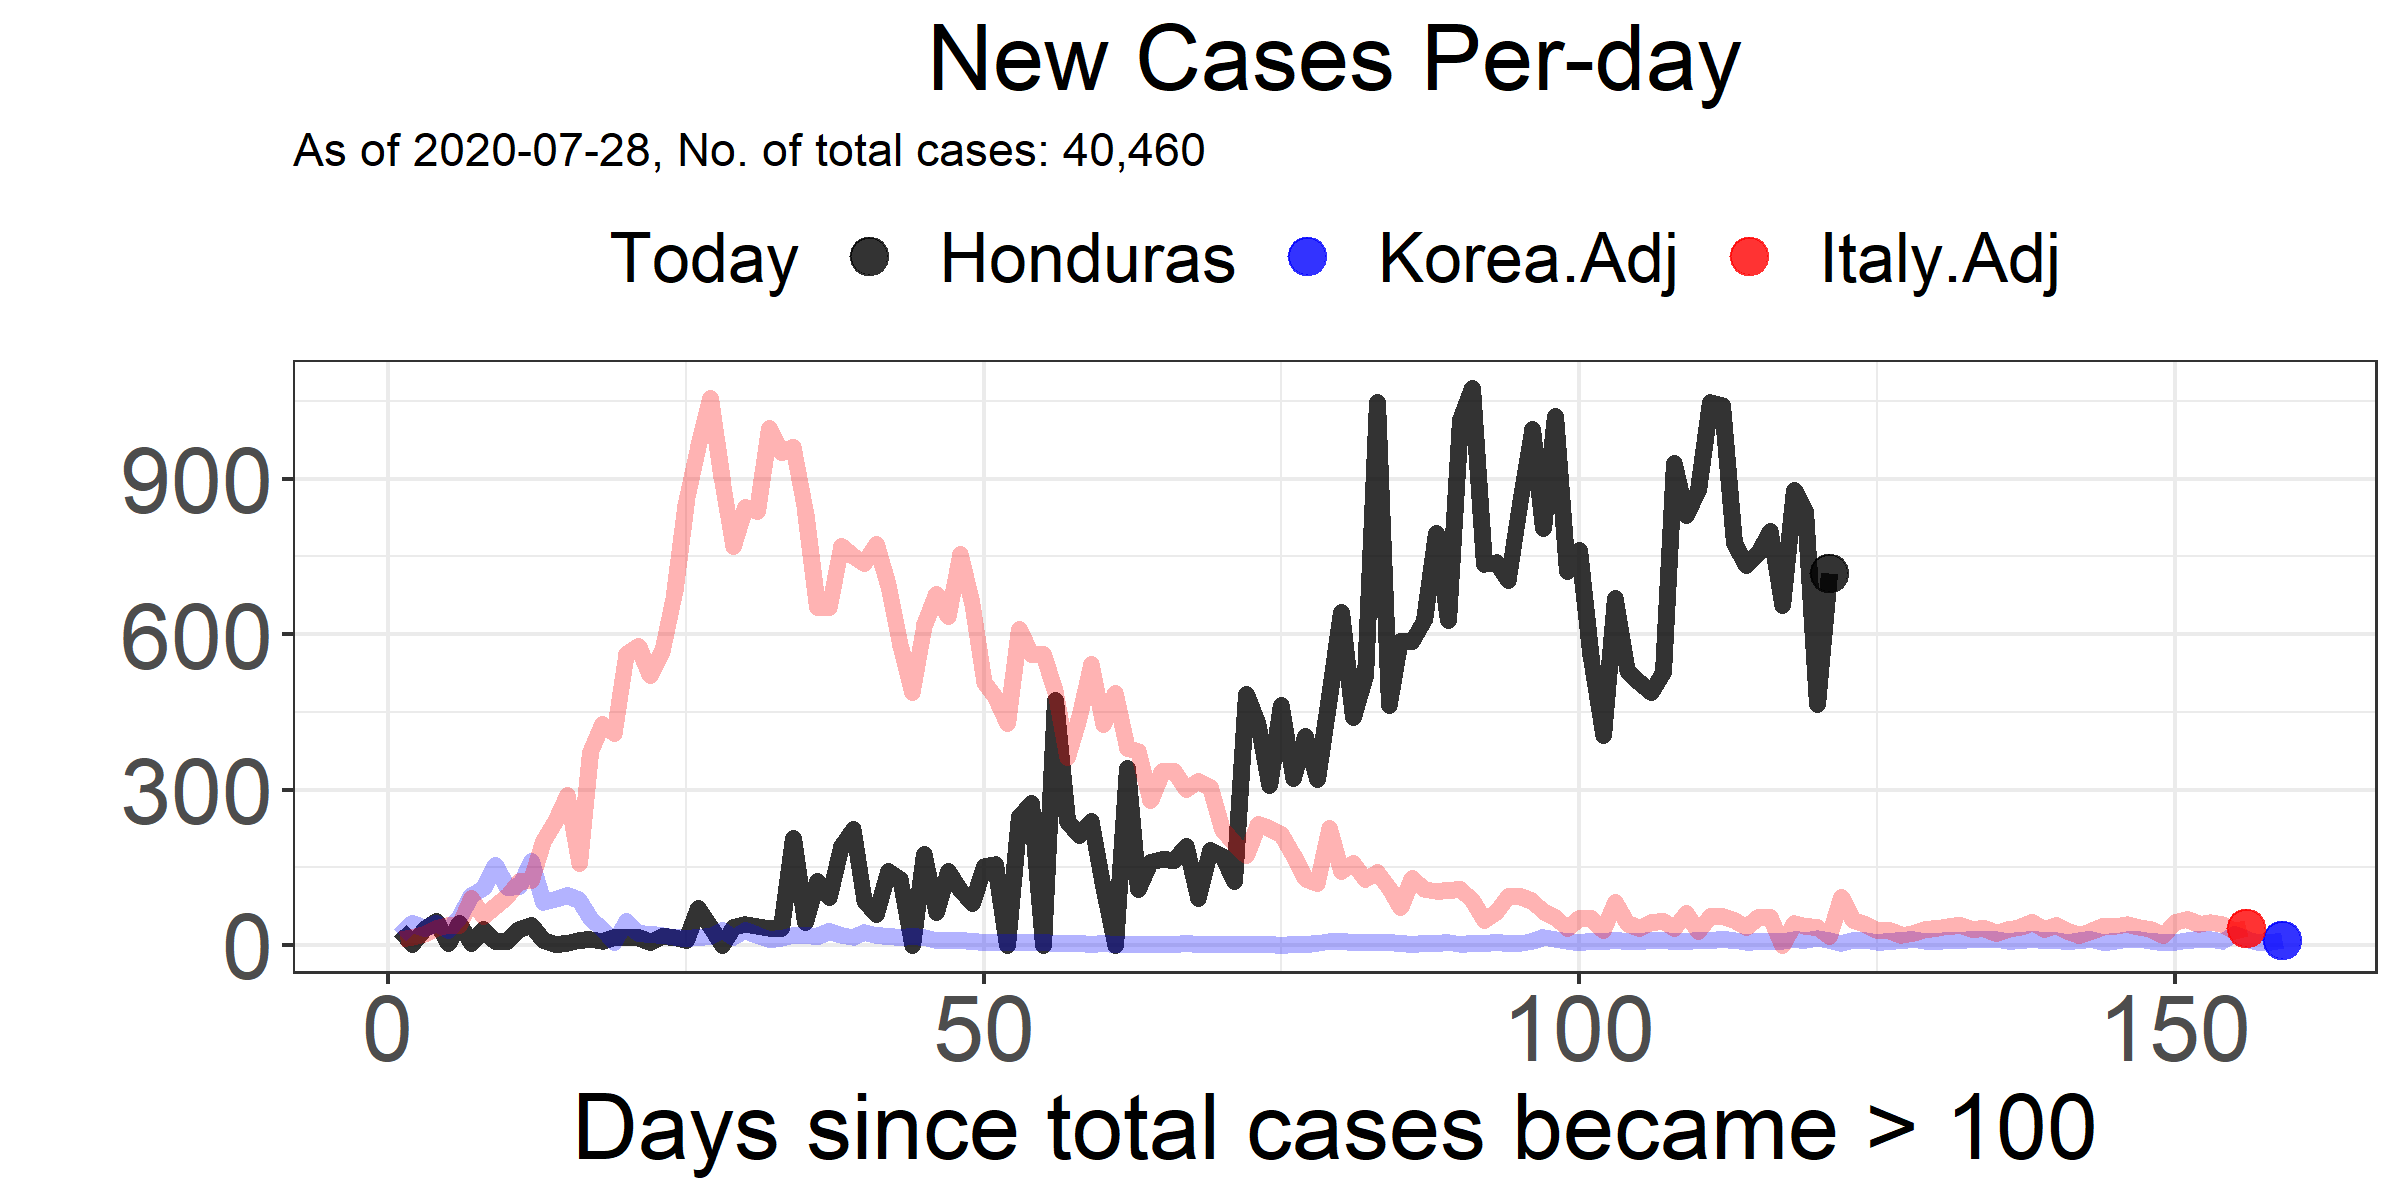 New Cases Per-day
As of 2020-07-28, No. of total cases: 40,460
Today Honduras Korea.Adj Italy.Adj
900
600
300
0
0 50 100 150
Days since total cases became > 100